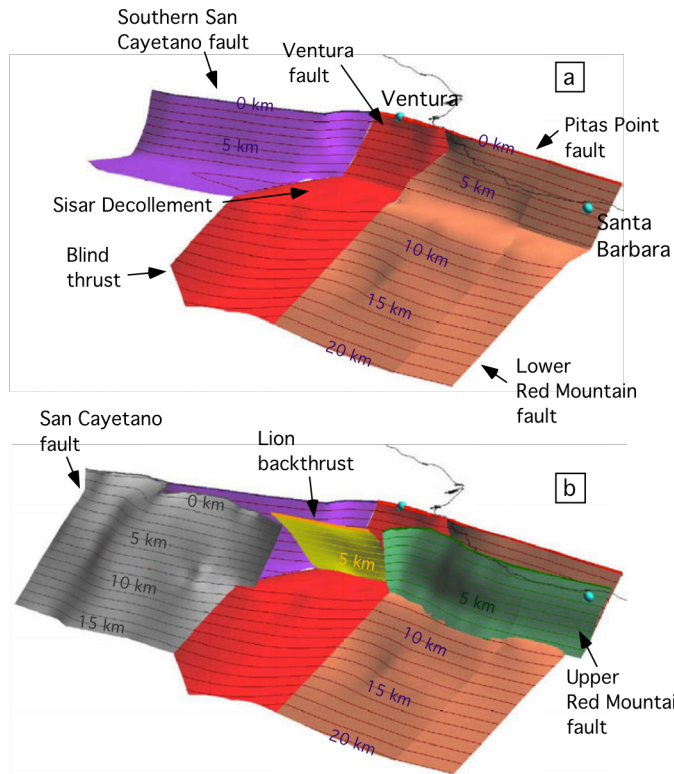 Southern San
Cayetano fault
Ventura
fault
a
Ventura
0 km
0 km
Pitas Point
fault
5 km
5 km
Sisar Decollement
Santa
Barbara
10 km
Blind
thrust
15 km
20 km
Lower
Red Mountain
fault
San Cayetano
fault
Lion
backthrust
b
0 km
5 km
5 km
10 km
5 km
15 km
10 km
15 km
Upper
Red Mountai
fault
20 km